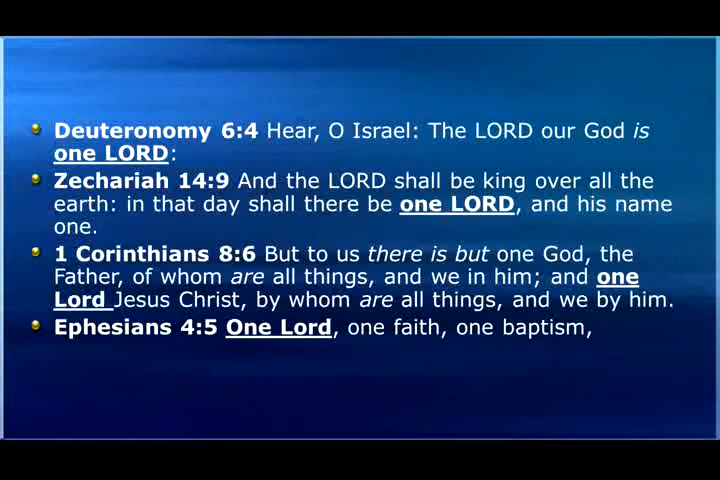 Deuteronomy 6:4 Hear, O Israel: The LORD our God is
one LORD:
Zechariah 14:9 And the LORD shall be king over all the
earth: in that day shall there be one LORD, and his name
one.
1 Corinthians 8:6 But to us there is but one God, the
Father, of whom are all things, and we in him; and one
Lord Jesus Christ, by whom are all things, and we by him.
Ephesians 4:5 One Lord, one faith, one baptism,